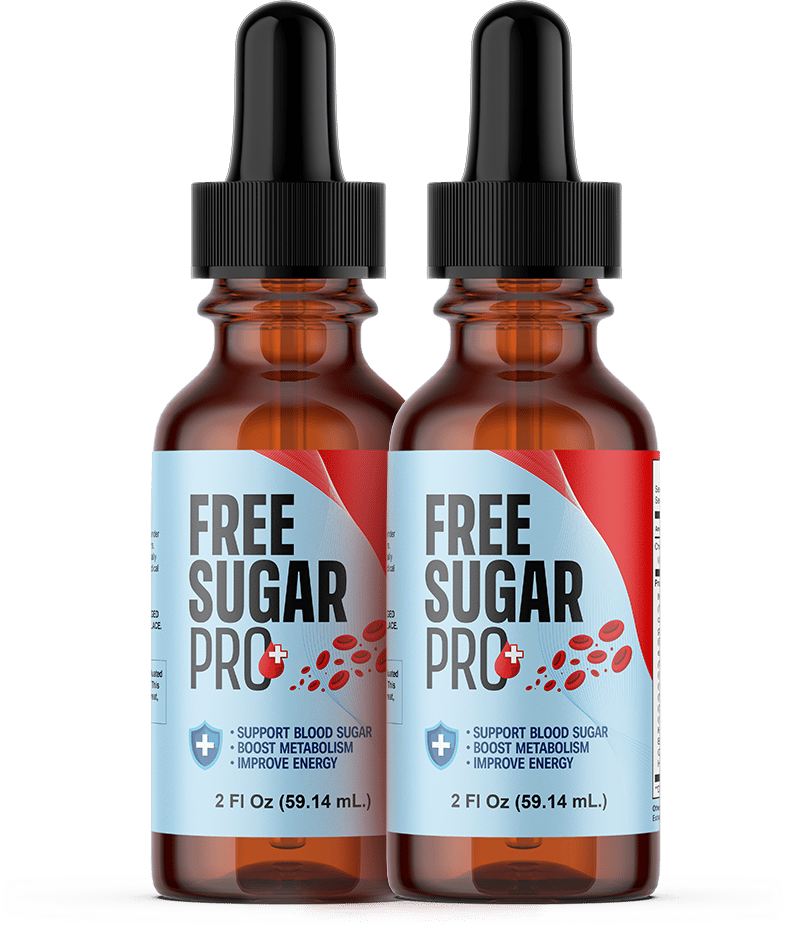 FREE
SUGAR
PRO
• SUPPORT BLOOD SUGAR
• BOOST METABOLISM
• IMPROVE ENERGY
2 Fl Oz (59.14 mL.)
FREE
SUGAR
PRO
• SUPPORT BLOOD SUGAR
• BOOST METABOLISM
• IMPROVE ENERGY
2 Fl Oz (59.14 mL.)